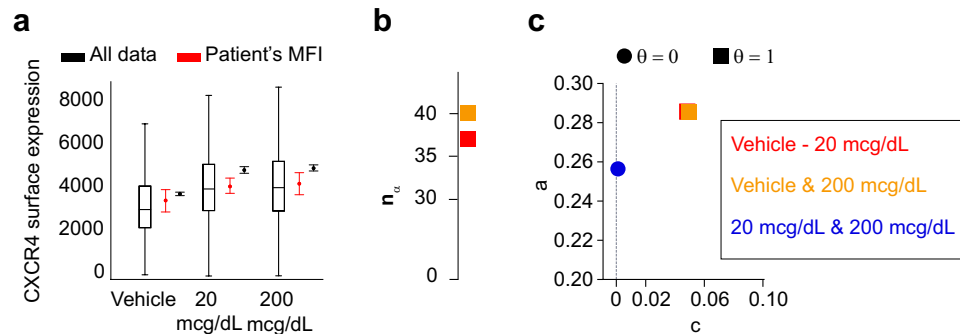 a
All data Patient's MFI
CXCR4 surface expression
8000
6000
4000
2000
0
Vehicle 20 mcg/dL 200 mcg/dL
b
nα
40
35
30
0
c
θ = 0 θ = 1
a
0.30
0.28
0.26
0.24
0.22
0.20
0 0.02 0.06 0.10
c
Vehicle - 20 mcg/dL
Vehicle & 200 mcg/dL
20 mcg/dL & 200 mcg/dL